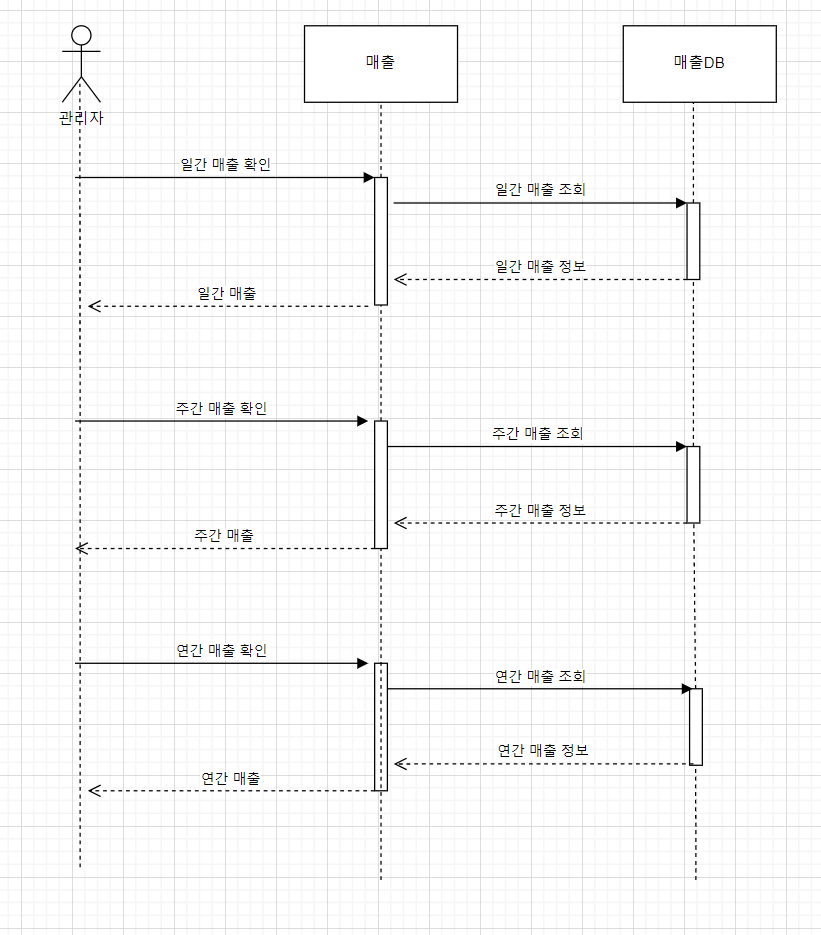 매출
매출DB
관리자
일간 매출 확인
일간 매출 조회
일간 매출 정보
일간 매출
주간 매출 확인
주간 매출 조회
주간 매출 정보
주간 매출
연간 매출 확인
연간 매출 조회
연간 매출 정보
연간 매출